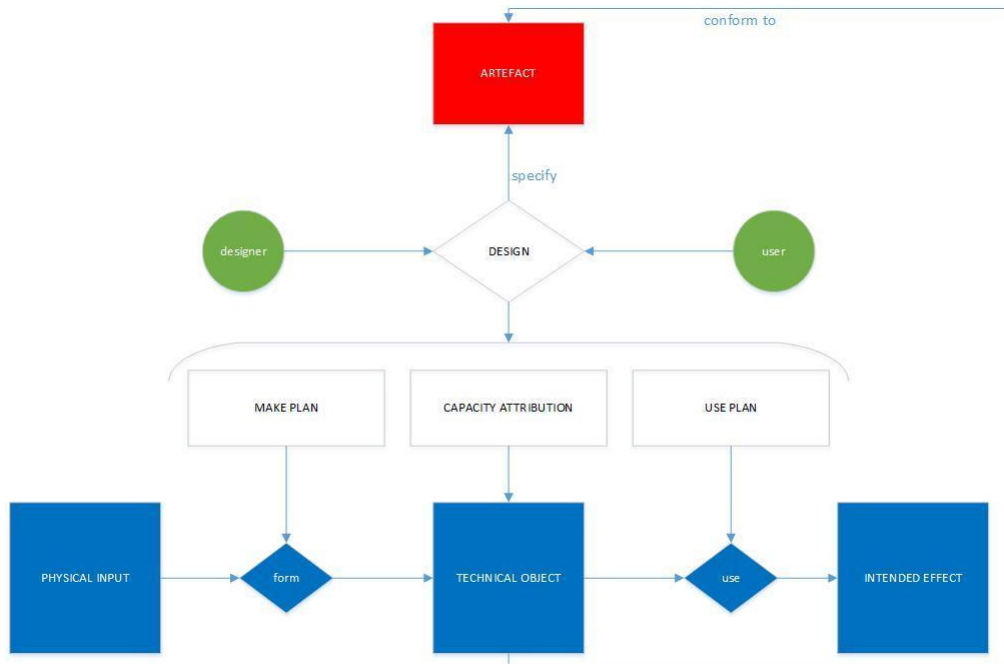 conform to
ARTEFACT
specify
designer
DESIGN
user
MAKE PLAN
CAPACITY ATTRIBUTION
USE PLAN
PHYSICAL INPUT
form
TECHNICAL OBJECT
use
INTENDED EFFECT